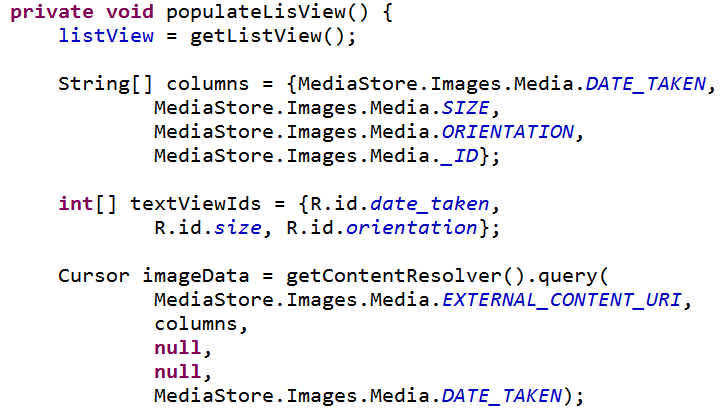 private void populateLisView() {
listView = getListView();
String[] columns = {MediaStore.Images.Media.DATE_TAKEN,
MediaStore.Images.Media.SIZE,
MediaStore.Images.Media.ORIENTATION,
MediaStore.Images.Media._ID};
int[] textViewIds = {R.id.date_taken,
R.id.size, R.id.orientation};
Cursor imageData = getContentResolver().query(
MediaStore.Images.Media.EXTERNAL_CONTENT_URI,
columns,
null,
null,
MediaStore.Images.Media.DATE_TAKEN);